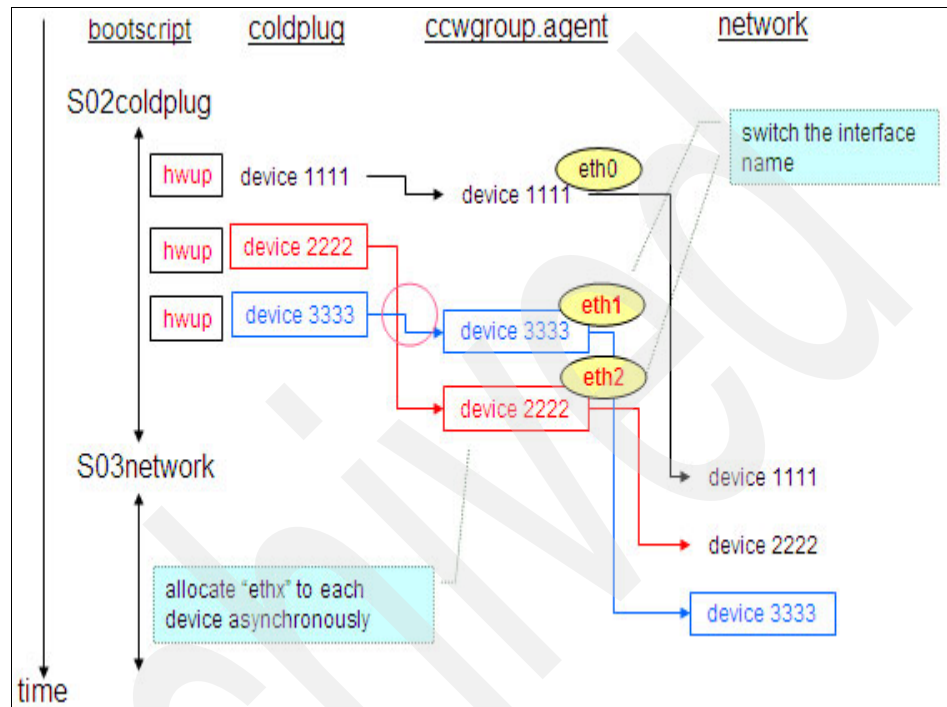 bootscript coldplug ccwgroup.agent network
S02coldplug
switch the interface
name
hwup device 1111 device 1111 eth0
hwup device 2222
hwup device 3333 device 3333 eth1
device 2222 eth2
S03network
device 1111
device 2222
allocate “ethx” to each
device asynchronously
device 3333
time